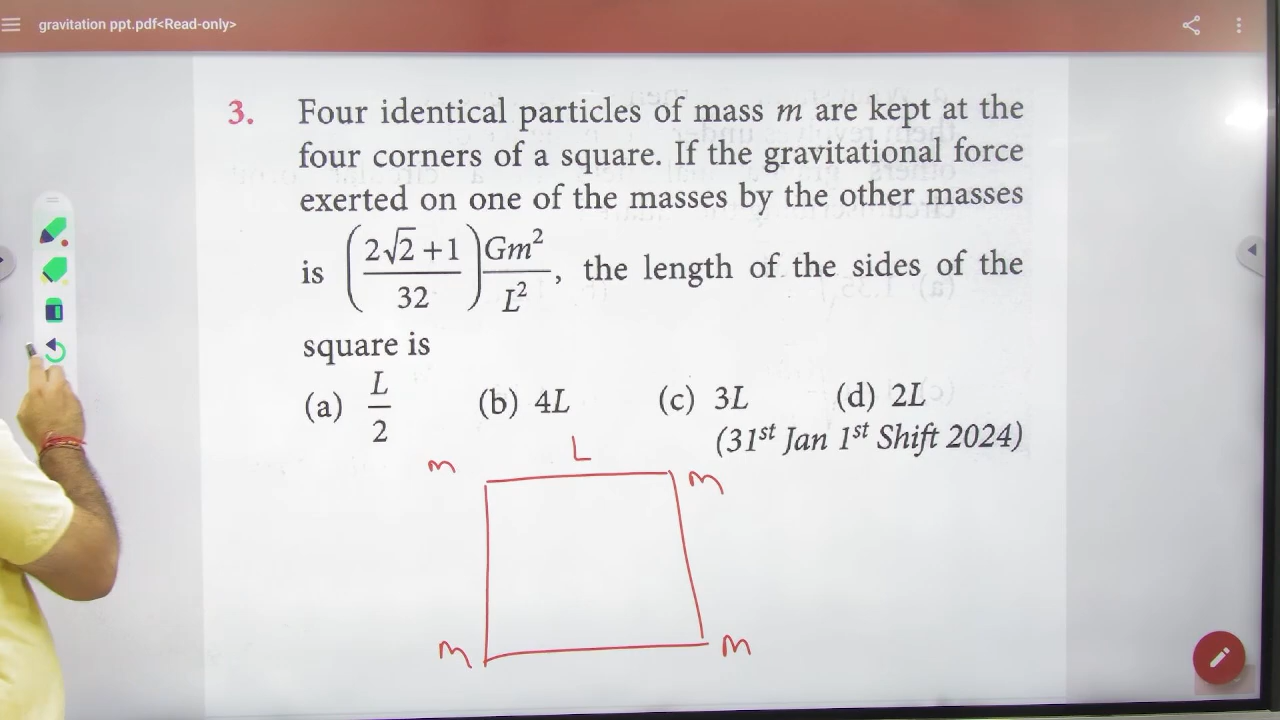 gravitation ppt.pdf<Read-only>
3. Four identical particles of mass m are kept at the
four corners of a square. If the gravitational force
exerted on one of the masses by the other masses
is (2√2+1/32) Gm²/L², the length of the sides of the
square is
(a) L/2 (b) 4L (c) 3L (d) 2L
(31st Jan 1st Shift 2024)
L
m m
m m